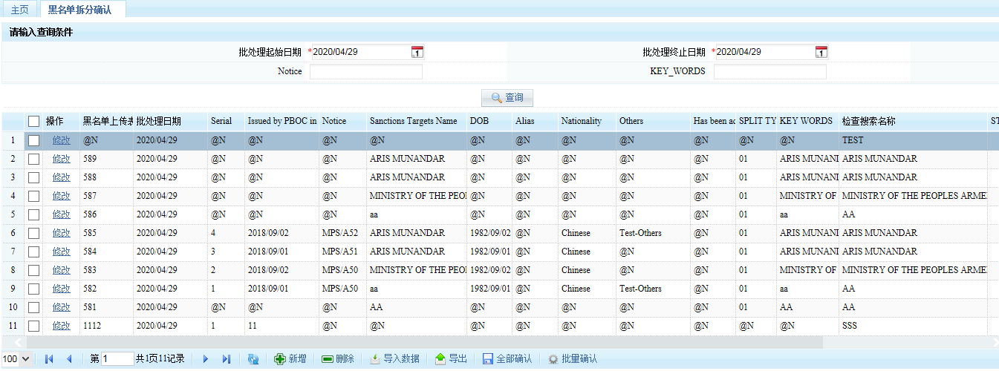 主页 黑名单拆分确认
请输入查询条件
批处理起始日期 *2020/04/29 批处理终止日期 *2020/04/29
Notice KEY_WORDS
查询
操作 黑名单上传表 批处理日期 Serial Issued by PBOC in Notice Sanctions Targets Name DOB Alias Nationality Others Has been ad SPLIT TY KEY WORDS 检查搜索名称 ST
1 修改 @N 2020/04/29 @N @N @N @N @N @N @N @N @N @N @N TEST
2 修改 589 2020/04/29 @N @N @N ARIS MUNANDAR @N @N @N @N @N 01 ARIS MUNANI ARIS MUNANDAR
3 修改 588 2020/04/29 @N @N @N ARIS MUNANDAR @N @N @N @N @N 01 ARIS MUNANI ARIS MUNANDAR
4 修改 587 2020/04/29 @N @N @N MINISTRY OF THE PEOI @N @N @N @N @N 01 MINISTRY OF MINISTRY OF THE PEOPLES ARME
5 修改 586 2020/04/29 @N @N @N aa @N @N @N @N @N 01 aa AA
6 修改 585 2020/04/29 4 2018/09/02 MPS/A52 ARIS MUNANDAR 1982/09/02 @N Chinese Test-Others @N 01 ARIS MUNANI ARIS MUNANDAR
7 修改 584 2020/04/29 3 2018/09/01 MPS/A51 ARIS MUNANDAR 1982/09/01 @N Chinese @N @N 01 ARIS MUNANI ARIS MUNANDAR
8 修改 583 2020/04/29 2 2018/09/02 MPS/A50 MINISTRY OF THE PEOI 1982/09/02 @N Chinese @N @N 01 MINISTRY OF MINISTRY OF THE PEOPLES ARME
9 修改 582 2020/04/29 1 2018/09/01 MPS/A50 aa 1982/09/01 @N Chinese Test-Others @N 01 aa AA
10 修改 581 2020/04/29 @N @N @N AA @N @N @N @N @N 01 AA AA
11 修改 1112 2020/04/29 1 11 @N @N @N @N @N @N @N @N @N SSS
100 第 1 共1页11记录 新增 删除 导入数据 导出 全部确认 批量确认